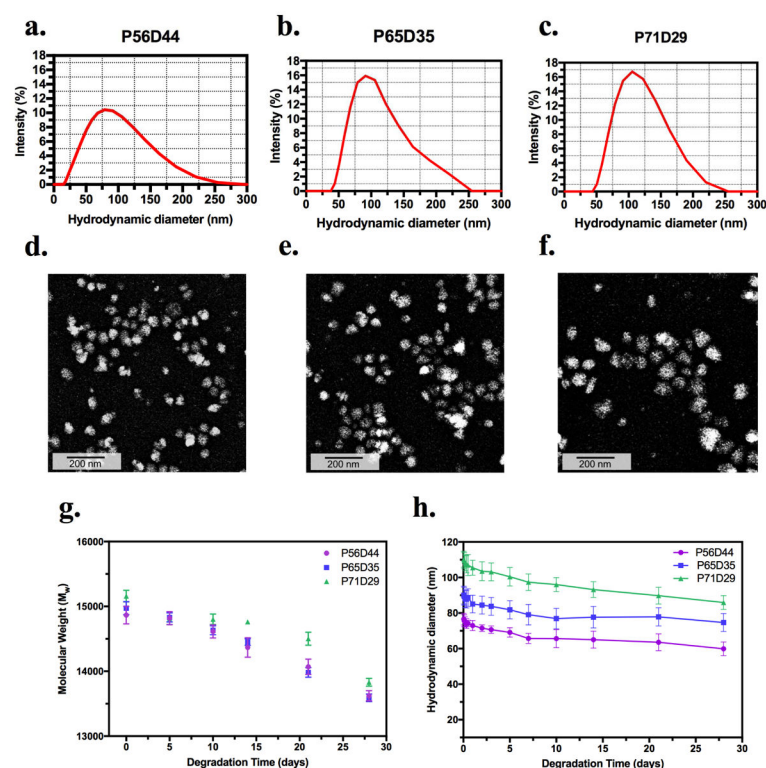 a.
P56D44
18
16
14
12
10
8
6
4
2
0
0 50 100 150 200 250 300
Intensity (%)
Hydrodynamic diameter (nm)
b.
P65D35
18
16
14
12
10
8
6
4
2
0
0 50 100 150 200 250 300
Intensity (%)
Hydrodynamic diameter (nm)
c.
P71D29
18
16
14
12
10
8
6
4
2
0
0 50 100 150 200 250 300
Intensity (%)
Hydrodynamic diameter (nm)
d.
200 nm
e.
200 nm
f.
200 nm
g.
16000
15000
14000
13000
0 5 10 15 20 25 30
Molecular Weight (Mw)
Degradation Time (days)
P56D44
P65D35
P71D29
h.
120
100
80
60
40
20
0 5 10 15 20 25 30
Hydrodynamic diameter (nm)
Degradation Time (days)
P56D44
P65D35
P71D29